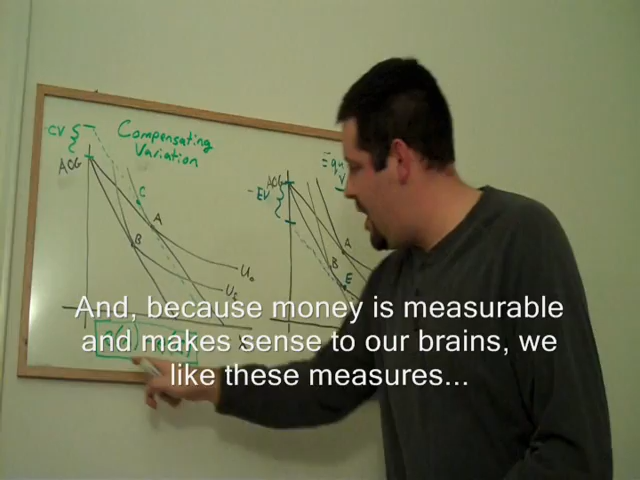 Compensating
Variation
-CV
AOG
C
A
B
U₀
U₁
AOG
-EV
A
B
E
And, because money is measurable
and makes sense to our brains, we
like these measures...